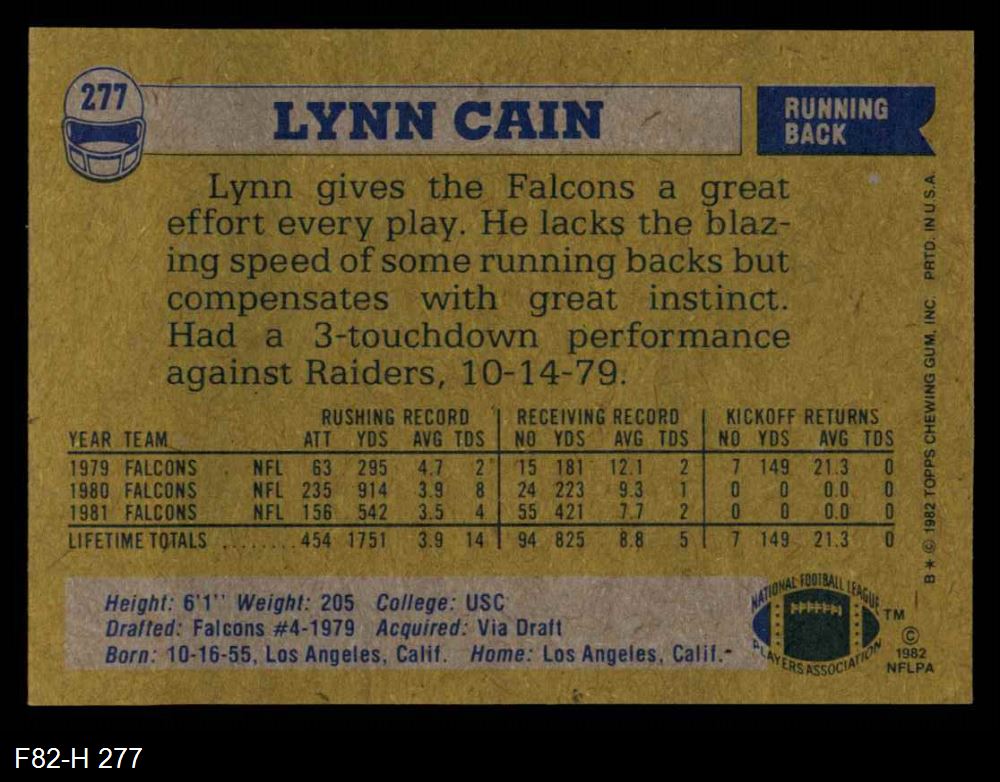 277
LYNN CAIN
RUNNING
BACK
Lynn gives the Falcons a great
effort every play. He lacks the blaz-
ing speed of some running backs but
compensates with great instinct.
Had a 3-touchdown performance
against Raiders, 10-14-79.
RUSHING RECORD RECEIVING RECORD KICKOFF RETURNS
YEAR TEAM ATT YDS AVG TDS NO YDS AVG TDS NO YDS AVG TDS
1979 FALCONS . NFL 63 295 4.7 2 15 181 12.1 2 7 149 21.3 0
1980 FALCONS NFL 235 914 3.9 8 24 223 9.3 1 0 0 0.0 0
1981 FALCONS NFL 156 542 3.5 4 55 421 7.7 2 0 0 0.0 0
LIFETIME TOTALS ........ 454 1751 3.9 14 94 825 8.8 5 7 149 21.3 0
Height: 6'1" Weight: 205 College: USC
Drafted: Falcons #4-1979 Acquired: Via Draft
Born: 10-16-55, Los Angeles, Calif. Home: Los Angeles, Calif.
NATIONAL FOOTBALL LEAGUE
PLAYERS ASSOCIATION
TM
©
1982
NFLPA
B * © 1982 TOPPS CHEWING GUM, INC. PRTD. IN U.S.A.
F82-H 277